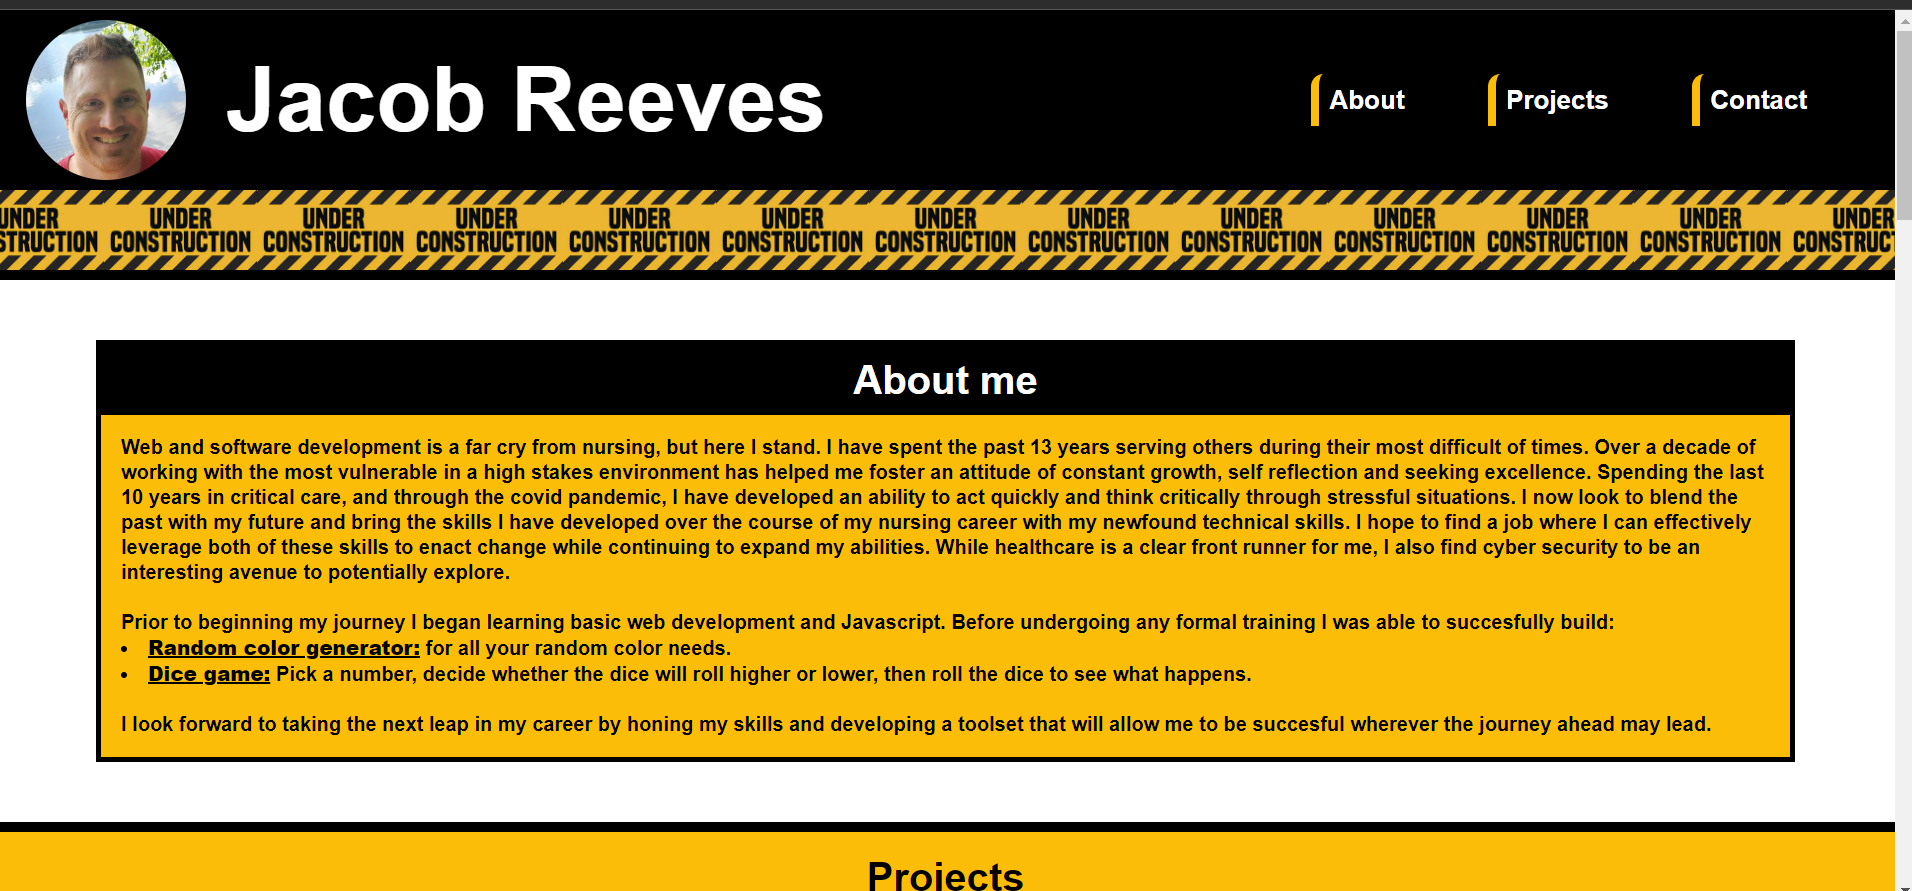 Jacob Reeves
About Projects Contact
UNDER UNDER UNDER UNDER UNDER UNDER UNDER UNDER UNDER UNDER UNDER UNDER UNDER
STRUCTION CONSTRUCTION CONSTRUCTION CONSTRUCTION CONSTRUCTION CONSTRUCTION CONSTRUCTION CONSTRUCTION CONSTRUCTION CONSTRUCTION CONSTRUCTION CONSTRUCTION CONSTRUC
About me
Web and software development is a far cry from nursing, but here I stand. I have spent the past 13 years serving others during their most difficult of times. Over a decade of
working with the most vulnerable in a high stakes environment has helped me foster an attitude of constant growth, self reflection and seeking excellence. Spending the last
10 years in critical care, and through the covid pandemic, I have developed an ability to act quickly and think critically through stressful situations. I now look to blend the
past with my future and bring the skills I have developed over the course of my nursing career with my newfound technical skills. I hope to find a job where I can effectively
leverage both of these skills to enact change while continuing to expand my abilities. While healthcare is a clear front runner for me, I also find cyber security to be an
interesting avenue to potentially explore.
Prior to beginning my journey I began learning basic web development and Javascript. Before undergoing any formal training I was able to succesfully build:
• Random color generator: for all your random color needs.
• Dice game: Pick a number, decide whether the dice will roll higher or lower, then roll the dice to see what happens.
I look forward to taking the next leap in my career by honing my skills and developing a toolset that will allow me to be succesful wherever the journey ahead may lead.
Projects